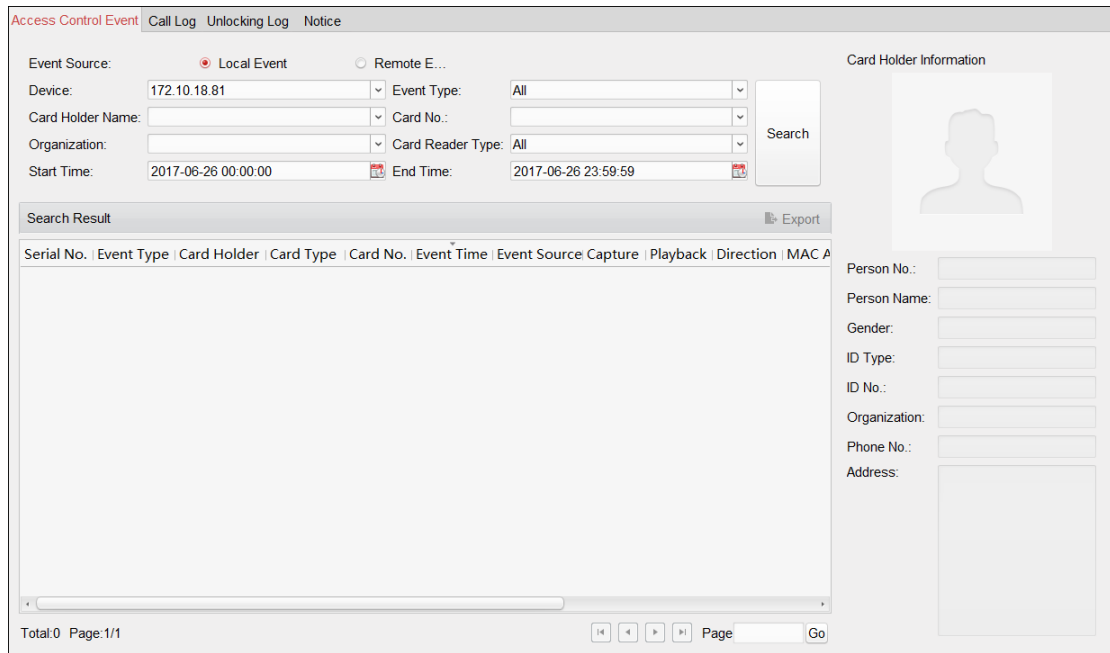 Access Control Event Call Log Unlocking Log Notice
Event Source: Local Event Remote E...
Device: 172.10.18.81 Event Type: All
Card Holder Name: Card No.:
Organization: Card Reader Type: All
Start Time: 2017-06-26 00:00:00 End Time: 2017-06-26 23:59:59
Search
Search Result Export
Serial No. Event Type Card Holder Card Type Card No. Event Time Event Source Capture Playback Direction MAC A
Total:0 Page:1/1 Page Go
Card Holder Information
Person No.:
Person Name:
Gender:
ID Type:
ID No.:
Organization:
Phone No.:
Address: